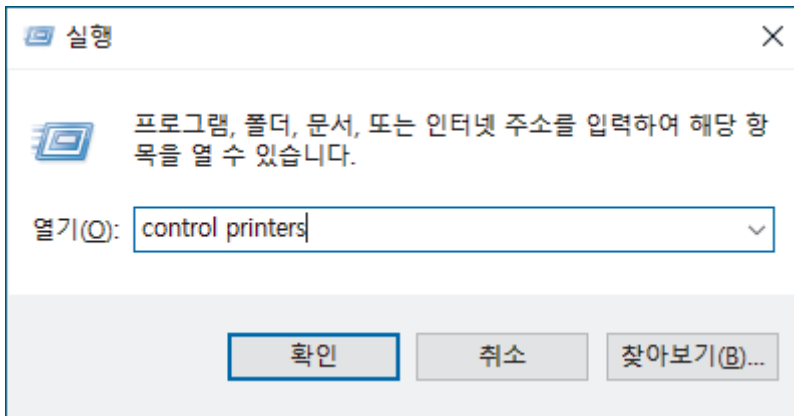 실행
프로그램, 폴더, 문서, 또는 인터넷 주소를 입력하여 해당 항
목을 열 수 있습니다.
열기(O): control printers
확인 취소 찾아보기(B)...